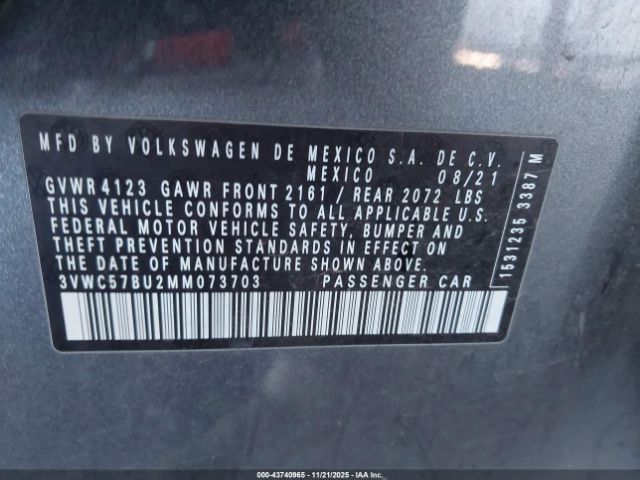 MFD BY VOLKSWAGEN DE MEXICO S.A. DE C.V.
MEXICO 08/21
GVWR 4123 GAWR FRONT 2161 / REAR 2072 LBS
THIS VEHICLE CONFORMS TO ALL APPLICABLE U.S.
FEDERAL MOTOR VEHICLE SAFETY, BUMPER AND
THEFT PREVENTION STANDARDS IN EFFECT ON
THE DATE OF MANUFACTURE SHOWN ABOVE.
3VWC57BU2MM073703 PASSENGER CAR
1531235 3387 M
000-43740965 - 11/21/2025 - IAAI, Inc.